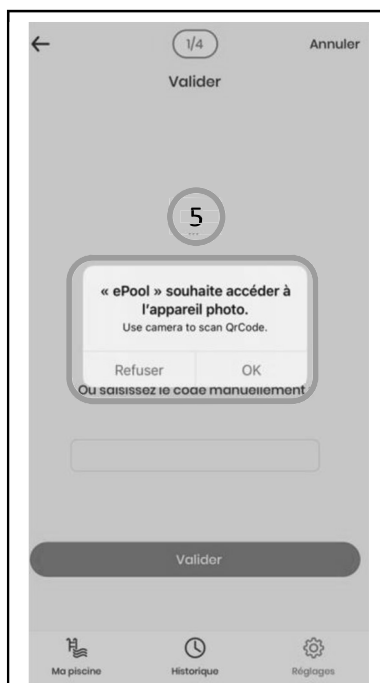 ←
1/4
Annuler
Valider
5
« ePool » souhaite accéder à
l'appareil photo.
Use camera to scan QrCode.
Refuser
OK
Ou saisissez le code manuellement
Valider
Ma piscine
Historique
Réglages